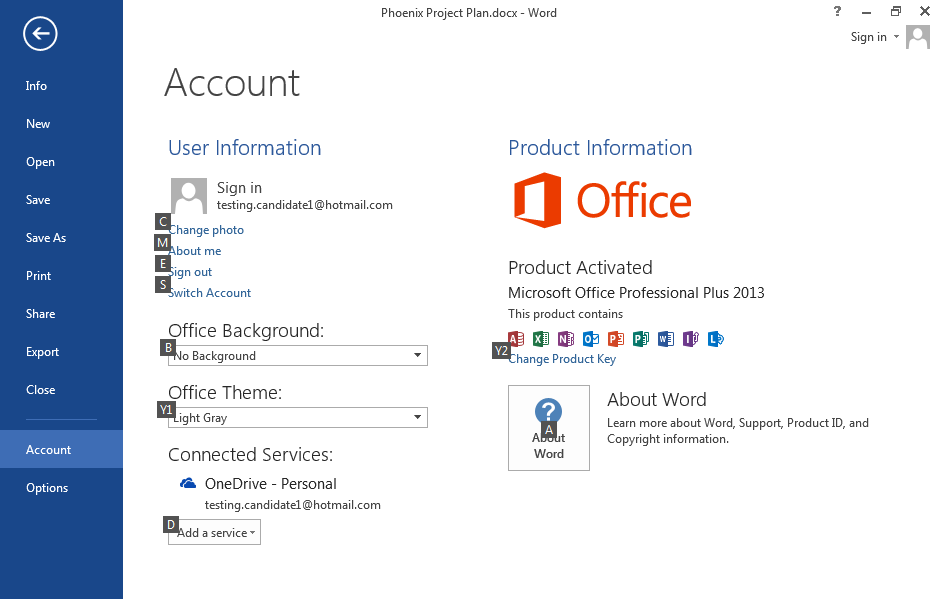 Phoenix Project Plan.docx - Word
?
Sign in
Info
New
Open
Save
Save As
Print
Share
Export
Close
Account
Options
Account
User Information
Sign in
testing.candidate1@hotmail.com
C
Change photo
M
About me
E
Sign out
S
Switch Account
Office Background:
B
No Background
Office Theme:
Y1
Light Gray
Connected Services:
OneDrive - Personal
testing.candidate1@hotmail.com
D
Add a service
Product Information
Office
Product Activated
Microsoft Office Professional Plus 2013
This product contains
Y2
Change Product Key
?
A
About
Word
About Word
Learn more about Word, Support, Product ID, and
Copyright information.